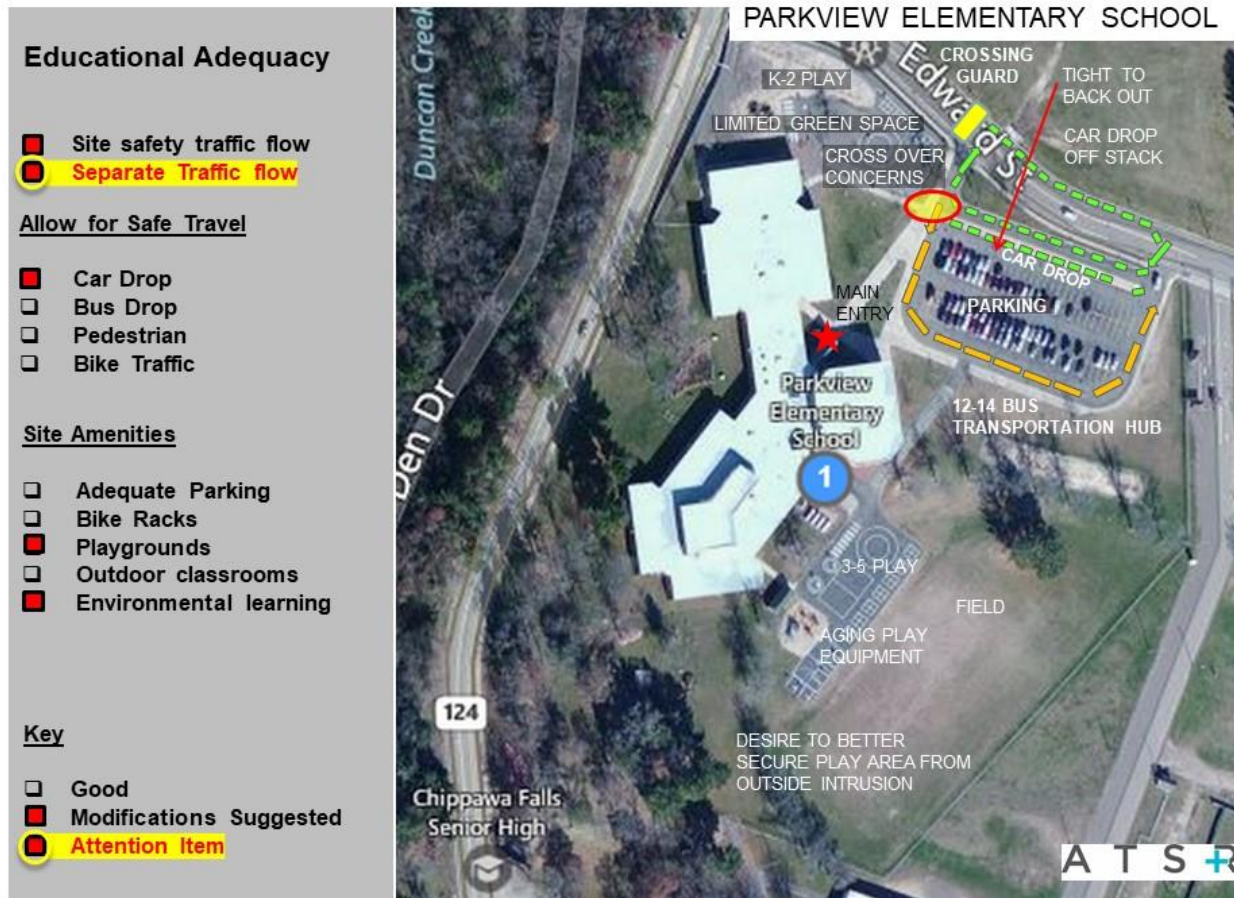 Educational Adequacy
Site safety traffic flow
Separate Traffic flow
Allow for Safe Travel
Car Drop
Bus Drop
Pedestrian
Bike Traffic
Site Amenities
Adequate Parking
Bike Racks
Playgrounds
Outdoor classrooms
Environmental learning
Key
Good
Modifications Suggested
Attention Item
PARKVIEW ELEMENTARY SCHOOL
Duncan Creek
K-2 PLAY
Edward St
CROSSING
GUARD
TIGHT TO
BACK OUT
LIMITED GREEN SPACE
CAR DROP
OFF STACK
CROSS OVER
CONCERNS
CAR DROP
MAIN
ENTRY
PARKING
Parkview
Elementary
School
1
12-14 BUS
TRANSPORTATION HUB
Den Dr
3-5 PLAY
FIELD
AGING PLAY
EQUIPMENT
124
DESIRE TO BETTER
SECURE PLAY AREA FROM
OUTSIDE INTRUSION
Chippawa Falls
Senior High
ATS+R